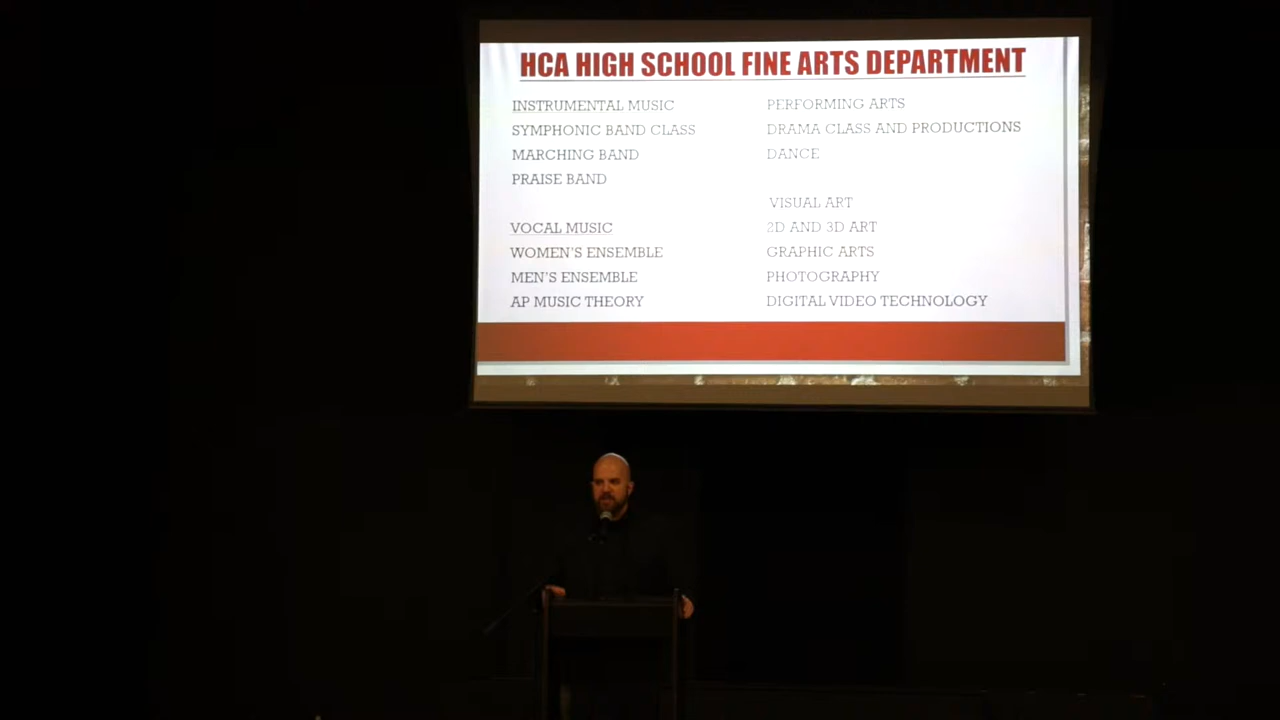 HCA HIGH SCHOOL FINE ARTS DEPARTMENT
INSTRUMENTAL MUSIC
SYMPHONIC BAND CLASS
MARCHING BAND
PRAISE BAND
VOCAL MUSIC
WOMEN'S ENSEMBLE
MEN'S ENSEMBLE
AP MUSIC THEORY
PERFORMING ARTS
DRAMA CLASS AND PRODUCTIONS
DANCE
VISUAL ART
2D AND 3D ART
GRAPHIC ARTS
PHOTOGRAPHY
DIGITAL VIDEO TECHNOLOGY